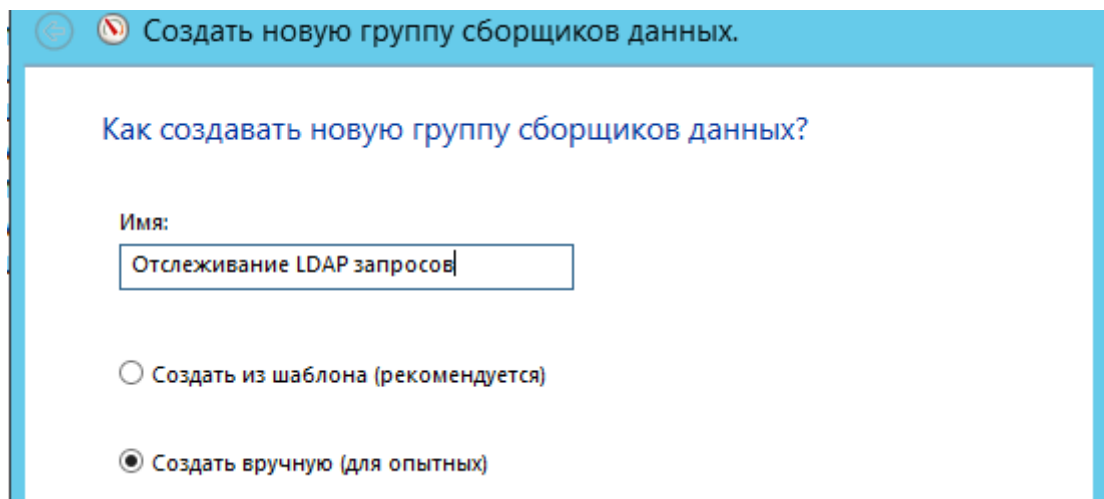 Создать новую группу сборщиков данных.
Как создавать новую группу сборщиков данных?
Имя:
Отслеживание LDAP запросов
Создать из шаблона (рекомендуется)
Создать вручную (для опытных)